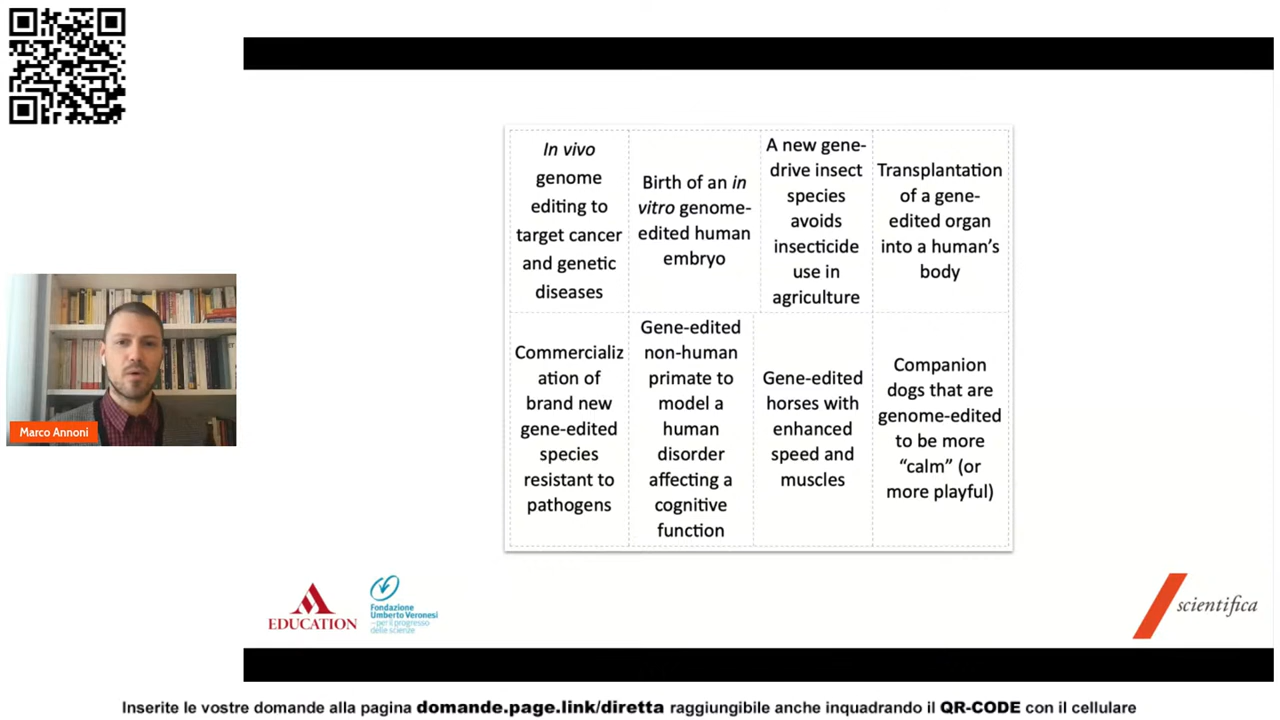 In vivo
genome
editing to
target cancer
and genetic
diseases
Birth of an in
vitro genome-
edited human
embryo
A new gene-
drive insect
species
avoids
insecticide
use in
agriculture
Transplantation
of a gene-
edited organ
into a human’s
body
Commercializ
ation of
brand new
gene-edited
species
resistant to
pathogens
Gene-edited
non-human
primate to
model a
human
disorder
affecting a
cognitive
function
Gene-edited
horses with
enhanced
speed and
muscles
Companion
dogs that are
genome-edited
to be more
“calm” (or
more playful)
Marco Annoni
EDUCATION
Fondazione
Umberto Veronesi
–per il progresso
delle scienze
scientifica
Inserite le vostre domande alla pagina domande.page.link/diretta raggiungibile anche inquadrando il QR-CODE con il cellulare